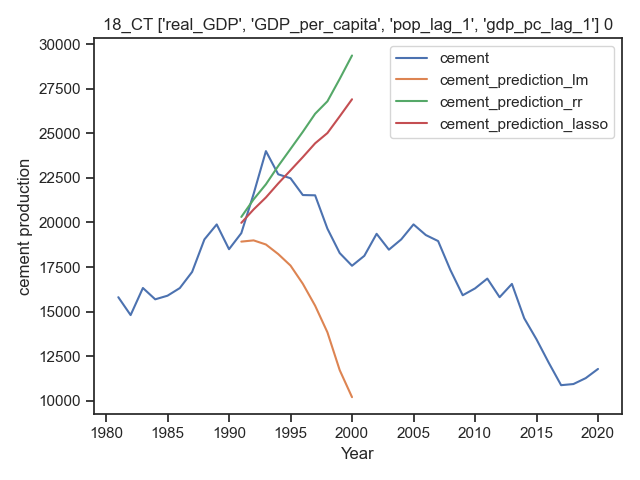 18_CT ['real_GDP', 'GDP_per_capita', 'pop_lag_1', 'gdp_pc_lag_1'] 0
30000
27500
25000
22500
20000
17500
15000
12500
10000
cement production
cement
cement_prediction_lm
cement_prediction_rr
cement_prediction_lasso
1980 1985 1990 1995 2000 2005 2010 2015 2020
Year